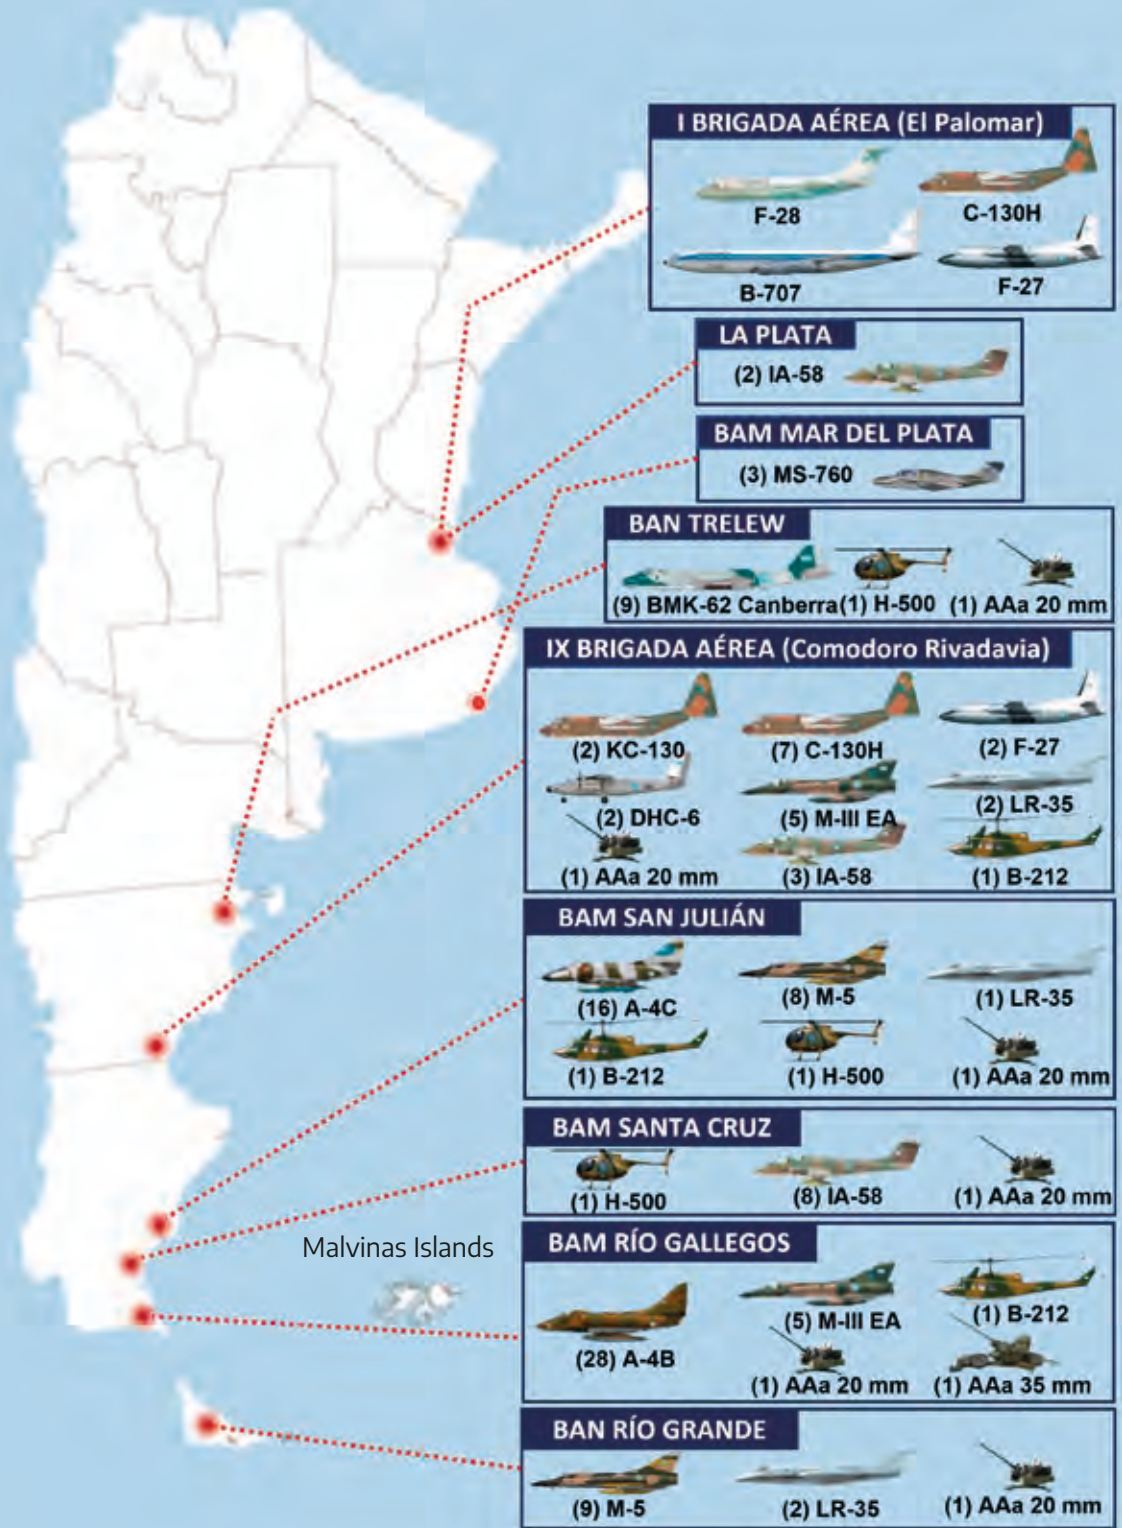 I BRIGADA AÉREA (El Palomar)
F-28
C-130H
B-707
F-27
LA PLATA
(2) IA-58
BAM MAR DEL PLATA
(3) MS-760
BAN TRELEW
(9) BMK-62 Canberra
(1) H-500
(1) AAa 20 mm
IX BRIGADA AÉREA (Comodoro Rivadavia)
(2) KC-130
(7) C-130H
(2) F-27
(2) DHC-6
(5) M-III EA
(2) LR-35
(1) AAa 20 mm
(3) IA-58
(1) B-212
BAM SAN JULIÁN
(16) A-4C
(8) M-5
(1) LR-35
(1) B-212
(1) H-500
(1) AAa 20 mm
BAM SANTA CRUZ
(1) H-500
(8) IA-58
(1) AAa 20 mm
Malvinas Islands
BAM RÍO GALLEGOS
(28) A-4B
(5) M-III EA
(1) B-212
(1) AAa 20 mm
(1) AAa 35 mm
BAN RÍO GRANDE
(9) M-5
(2) LR-35
(1) AAa 20 mm